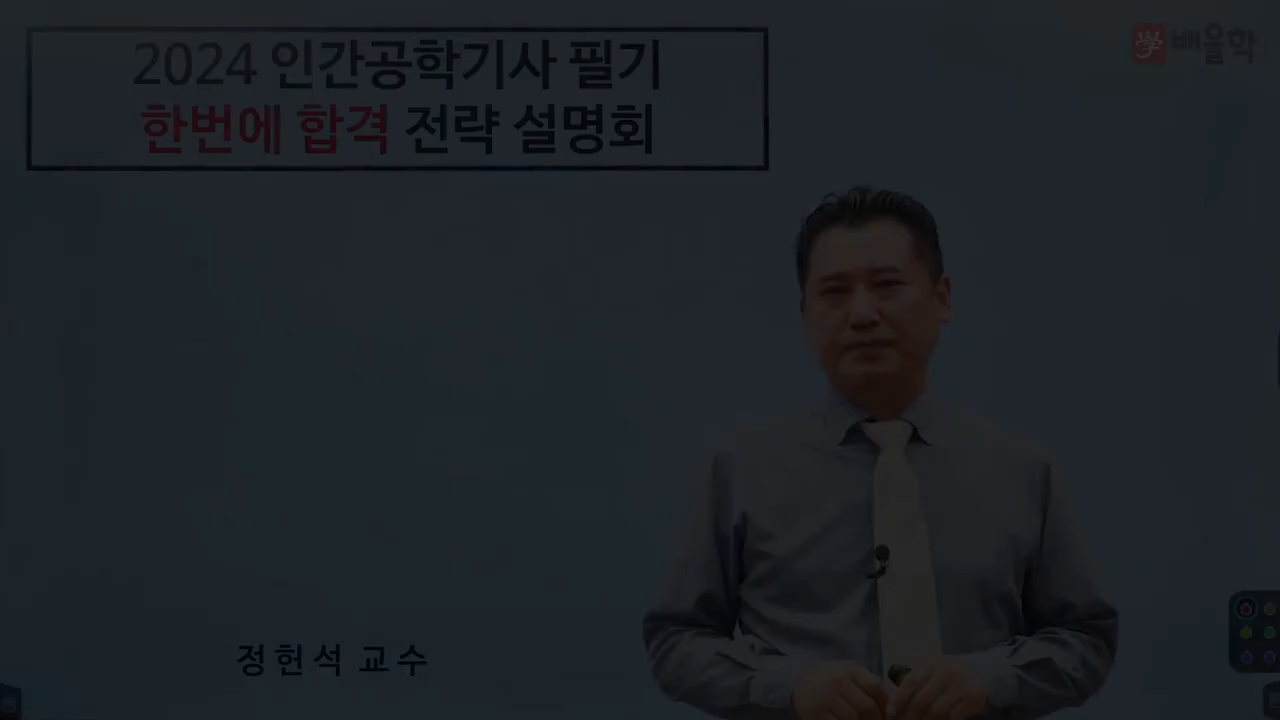 2024 인간공학기사 필기
한번에 합격 전략 설명회
學 배울학
정헌석 교수